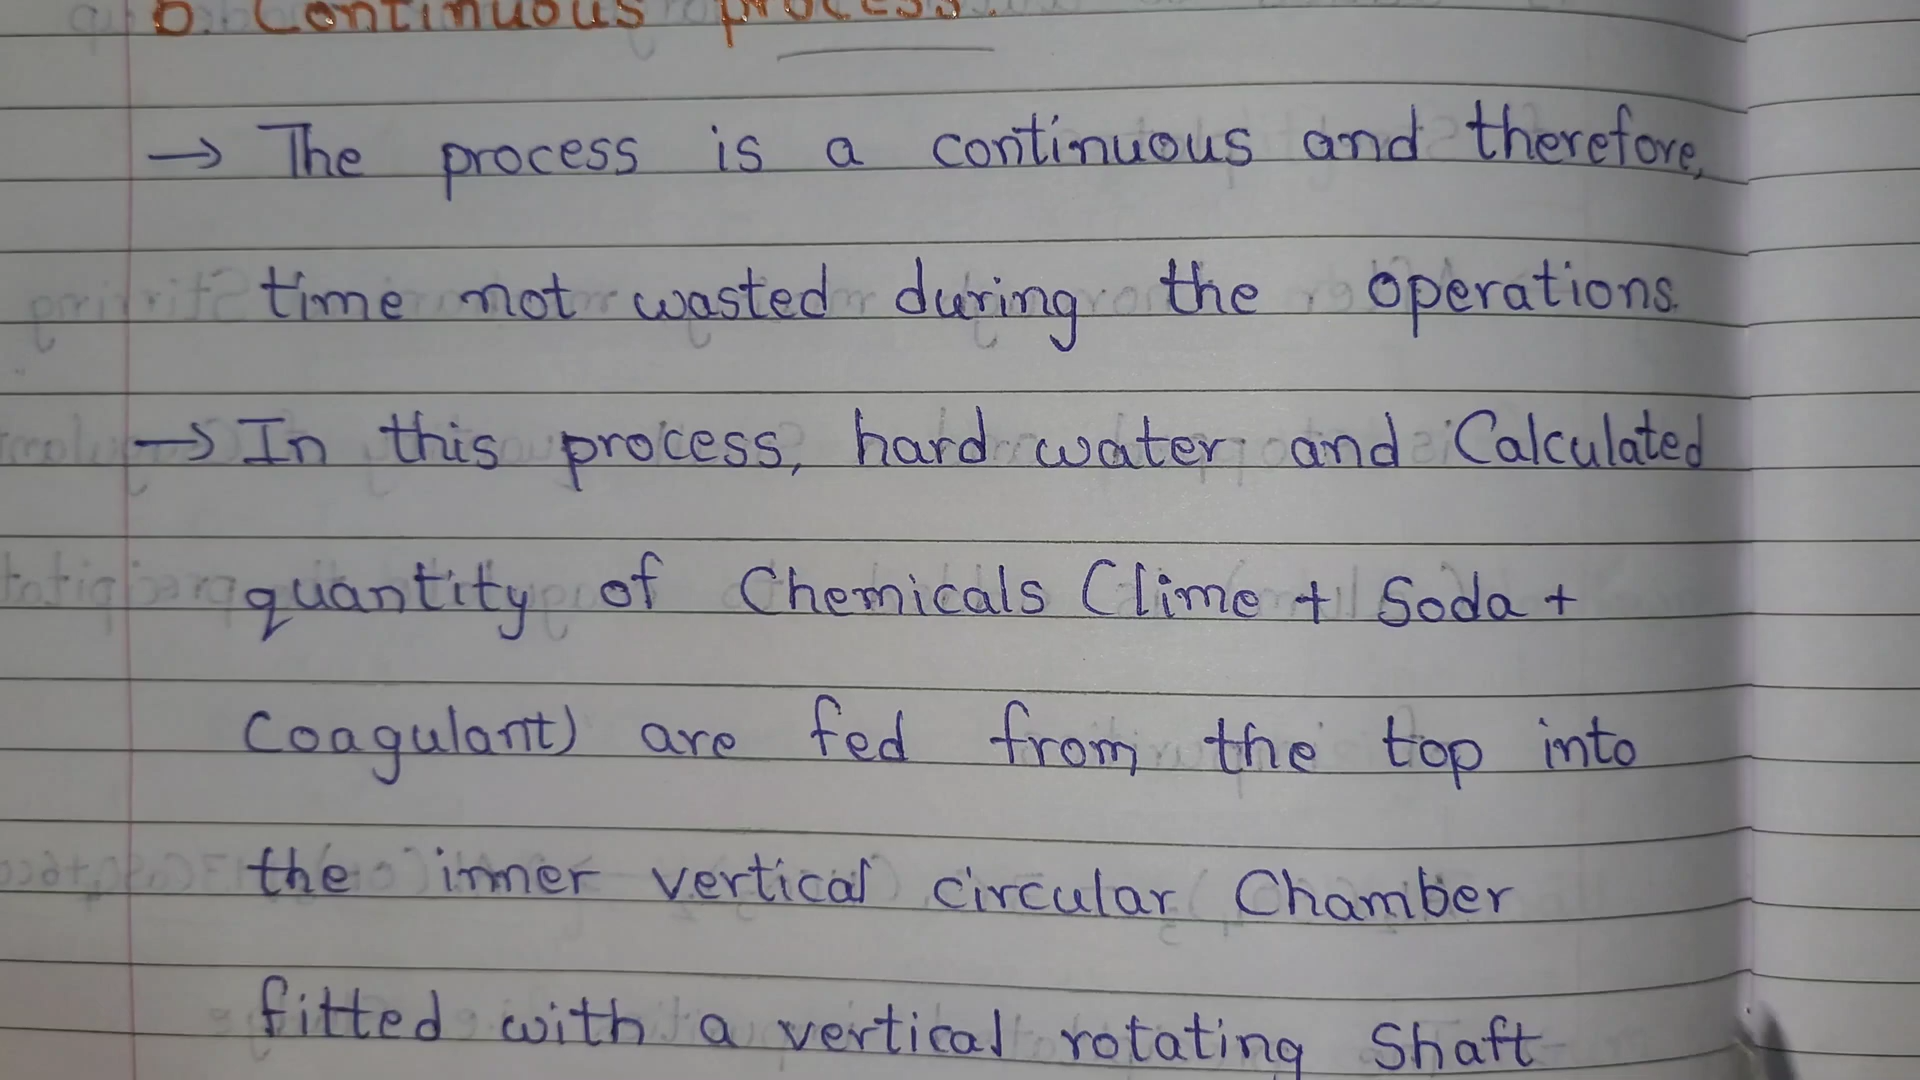 b. Continuous process.
→ The process is a continuous and therefore,
time not wasted during the operations.
→ In this process, hard water and Calculated
quantity of Chemicals (lime + Soda +
Coagulant) are fed from the top into
the inner vertical circular Chamber
fitted with a vertical rotating Shaft